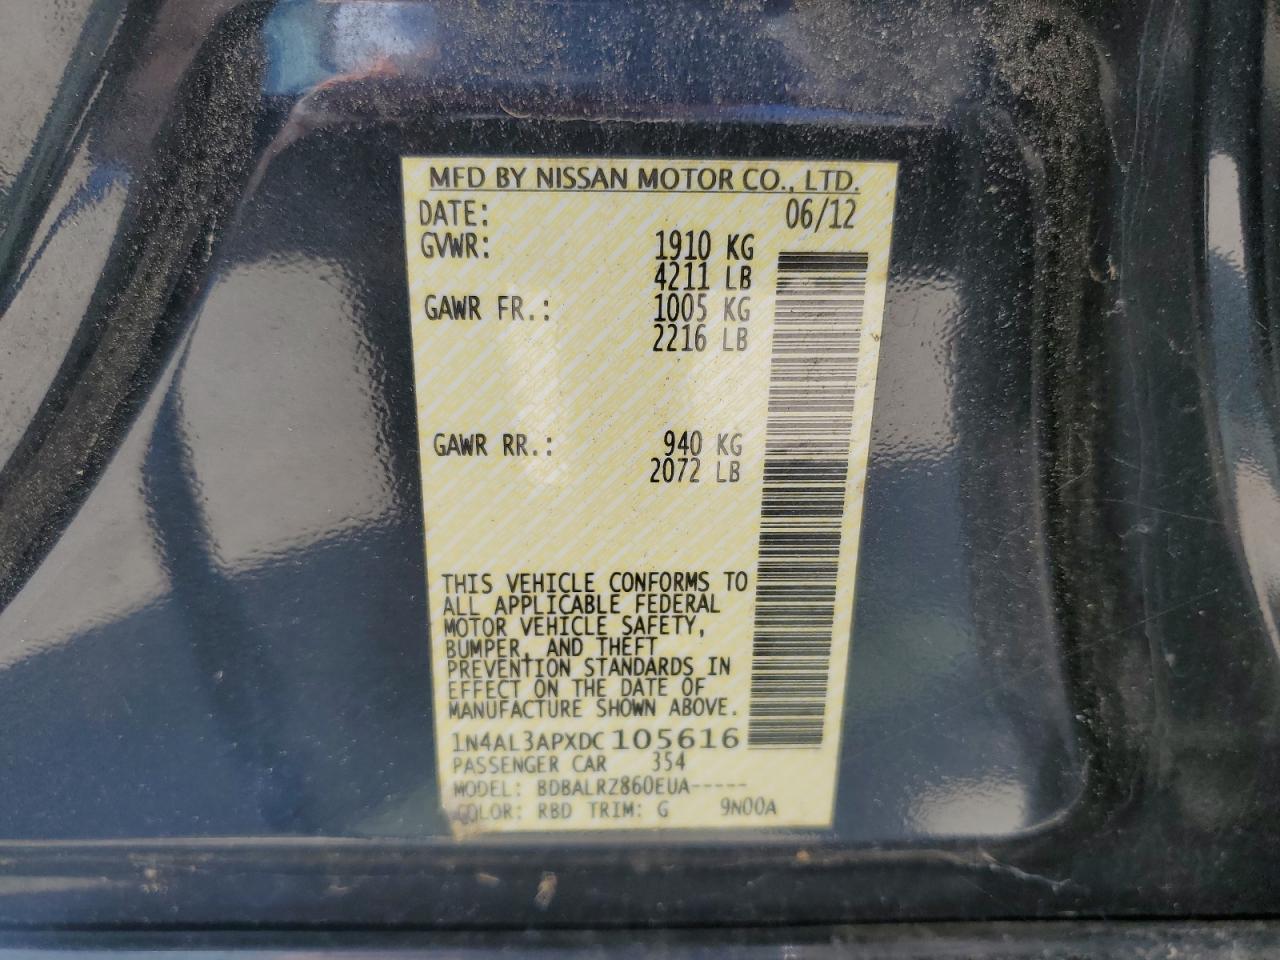 MFD BY NISSAN MOTOR CO., LTD.
DATE: 06/12
GVWR: 1910 KG
4211 LB
GAWR FR.: 1005 KG
2216 LB
GAWR RR.: 940 KG
2072 LB
THIS VEHICLE CONFORMS TO
ALL APPLICABLE FEDERAL
MOTOR VEHICLE SAFETY,
BUMPER, AND THEFT
PREVENTION STANDARDS IN
EFFECT ON THE DATE OF
MANUFACTURE SHOWN ABOVE.
1N4AL3APXDC105616
PASSENGER CAR 354
MODEL: BDBALRZ860EUA-----
COLOR: RBD TRIM: G 9N00A